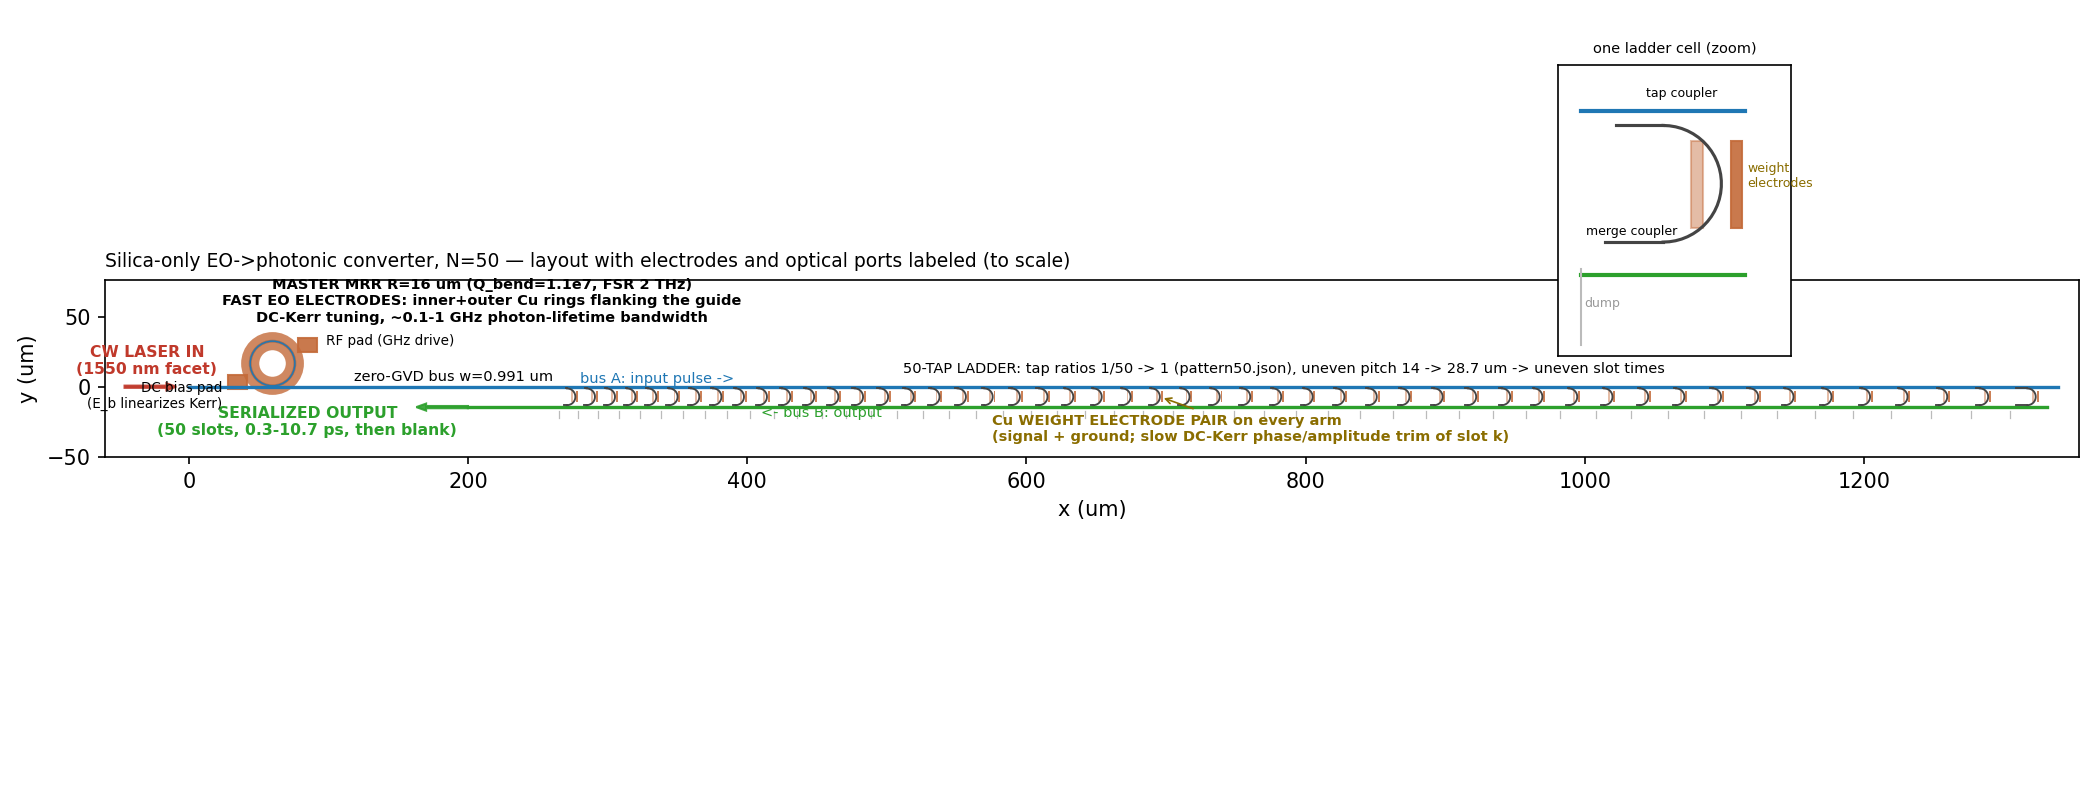 one ladder cell (zoom)
tap coupler
weight
electrodes
merge coupler
dump
Silica-only EO->photonic converter, N=50 — layout with electrodes and optical ports labeled (to scale)
MASTER MRR R=16 um (Q_bend=1.1e7, FSR 2 THz)
FAST EO ELECTRODES: inner+outer Cu rings flanking the guide
DC-Kerr tuning, ~0.1-1 GHz photon-lifetime bandwidth
RF pad (GHz drive)
CW LASER IN
(1550 nm facet)
DC bias pad
(E_b linearizes Kerr)
zero-GVD bus w=0.991 um
bus A: input pulse ->
50-TAP LADDER: tap ratios 1/50 -> 1 (pattern50.json), uneven pitch 14 -> 28.7 um -> uneven slot times
SERIALIZED OUTPUT
(50 slots, 0.3-10.7 ps, then blank)
<- bus B: output
Cu WEIGHT ELECTRODE PAIR on every arm
(signal + ground; slow DC-Kerr phase/amplitude trim of slot k)
y (um)
50
0
−50
0 200 400 600 800 1000 1200
x (um)